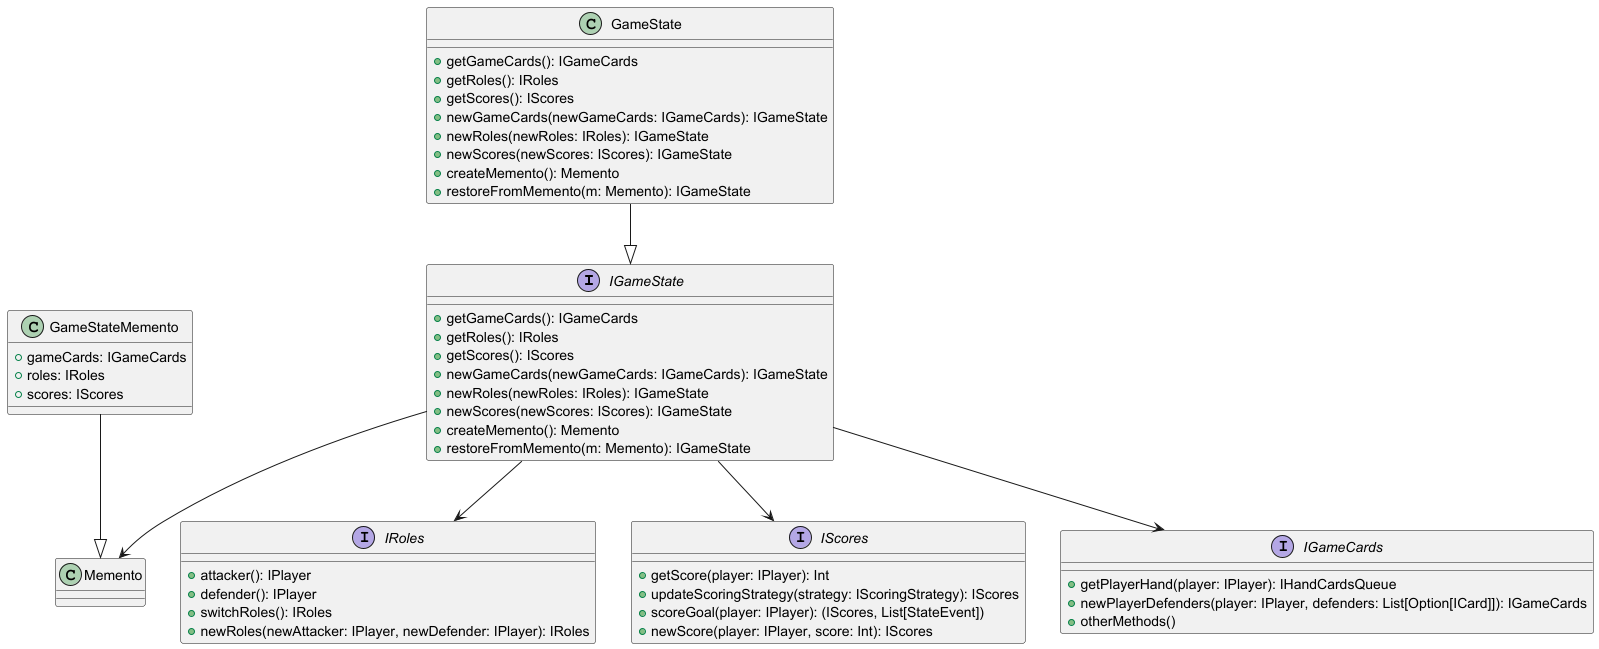 C GameState
getGameCards(): IGameCards
getRoles(): IRoles
getScores(): IScores
newGameCards(newGameCards: IGameCards): IGameState
newRoles(newRoles: IRoles): IGameState
newScores(newScores: IScores): IGameState
createMemento(): Memento
restoreFromMemento(m: Memento): IGameState
I IGameState
getGameCards(): IGameCards
getRoles(): IRoles
getScores(): IScores
newGameCards(newGameCards: IGameCards): IGameState
newRoles(newRoles: IRoles): IGameState
newScores(newScores: IScores): IGameState
createMemento(): Memento
restoreFromMemento(m: Memento): IGameState
C GameStateMemento
gameCards: IGameCards
roles: IRoles
scores: IScores
C Memento
I IRoles
attacker(): IPlayer
defender(): IPlayer
switchRoles(): IRoles
newRoles(newAttacker: IPlayer, newDefender: IPlayer): IRoles
I IScores
getScore(player: IPlayer): Int
updateScoringStrategy(strategy: IScoringStrategy): IScores
scoreGoal(player: IPlayer): (IScores, List[StateEvent])
newScore(player: IPlayer, score: Int): IScores
I IGameCards
getPlayerHand(player: IPlayer): IHandCardsQueue
newPlayerDefenders(player: IPlayer, defenders: List[Option[ICard]]): IGameCards
otherMethods()